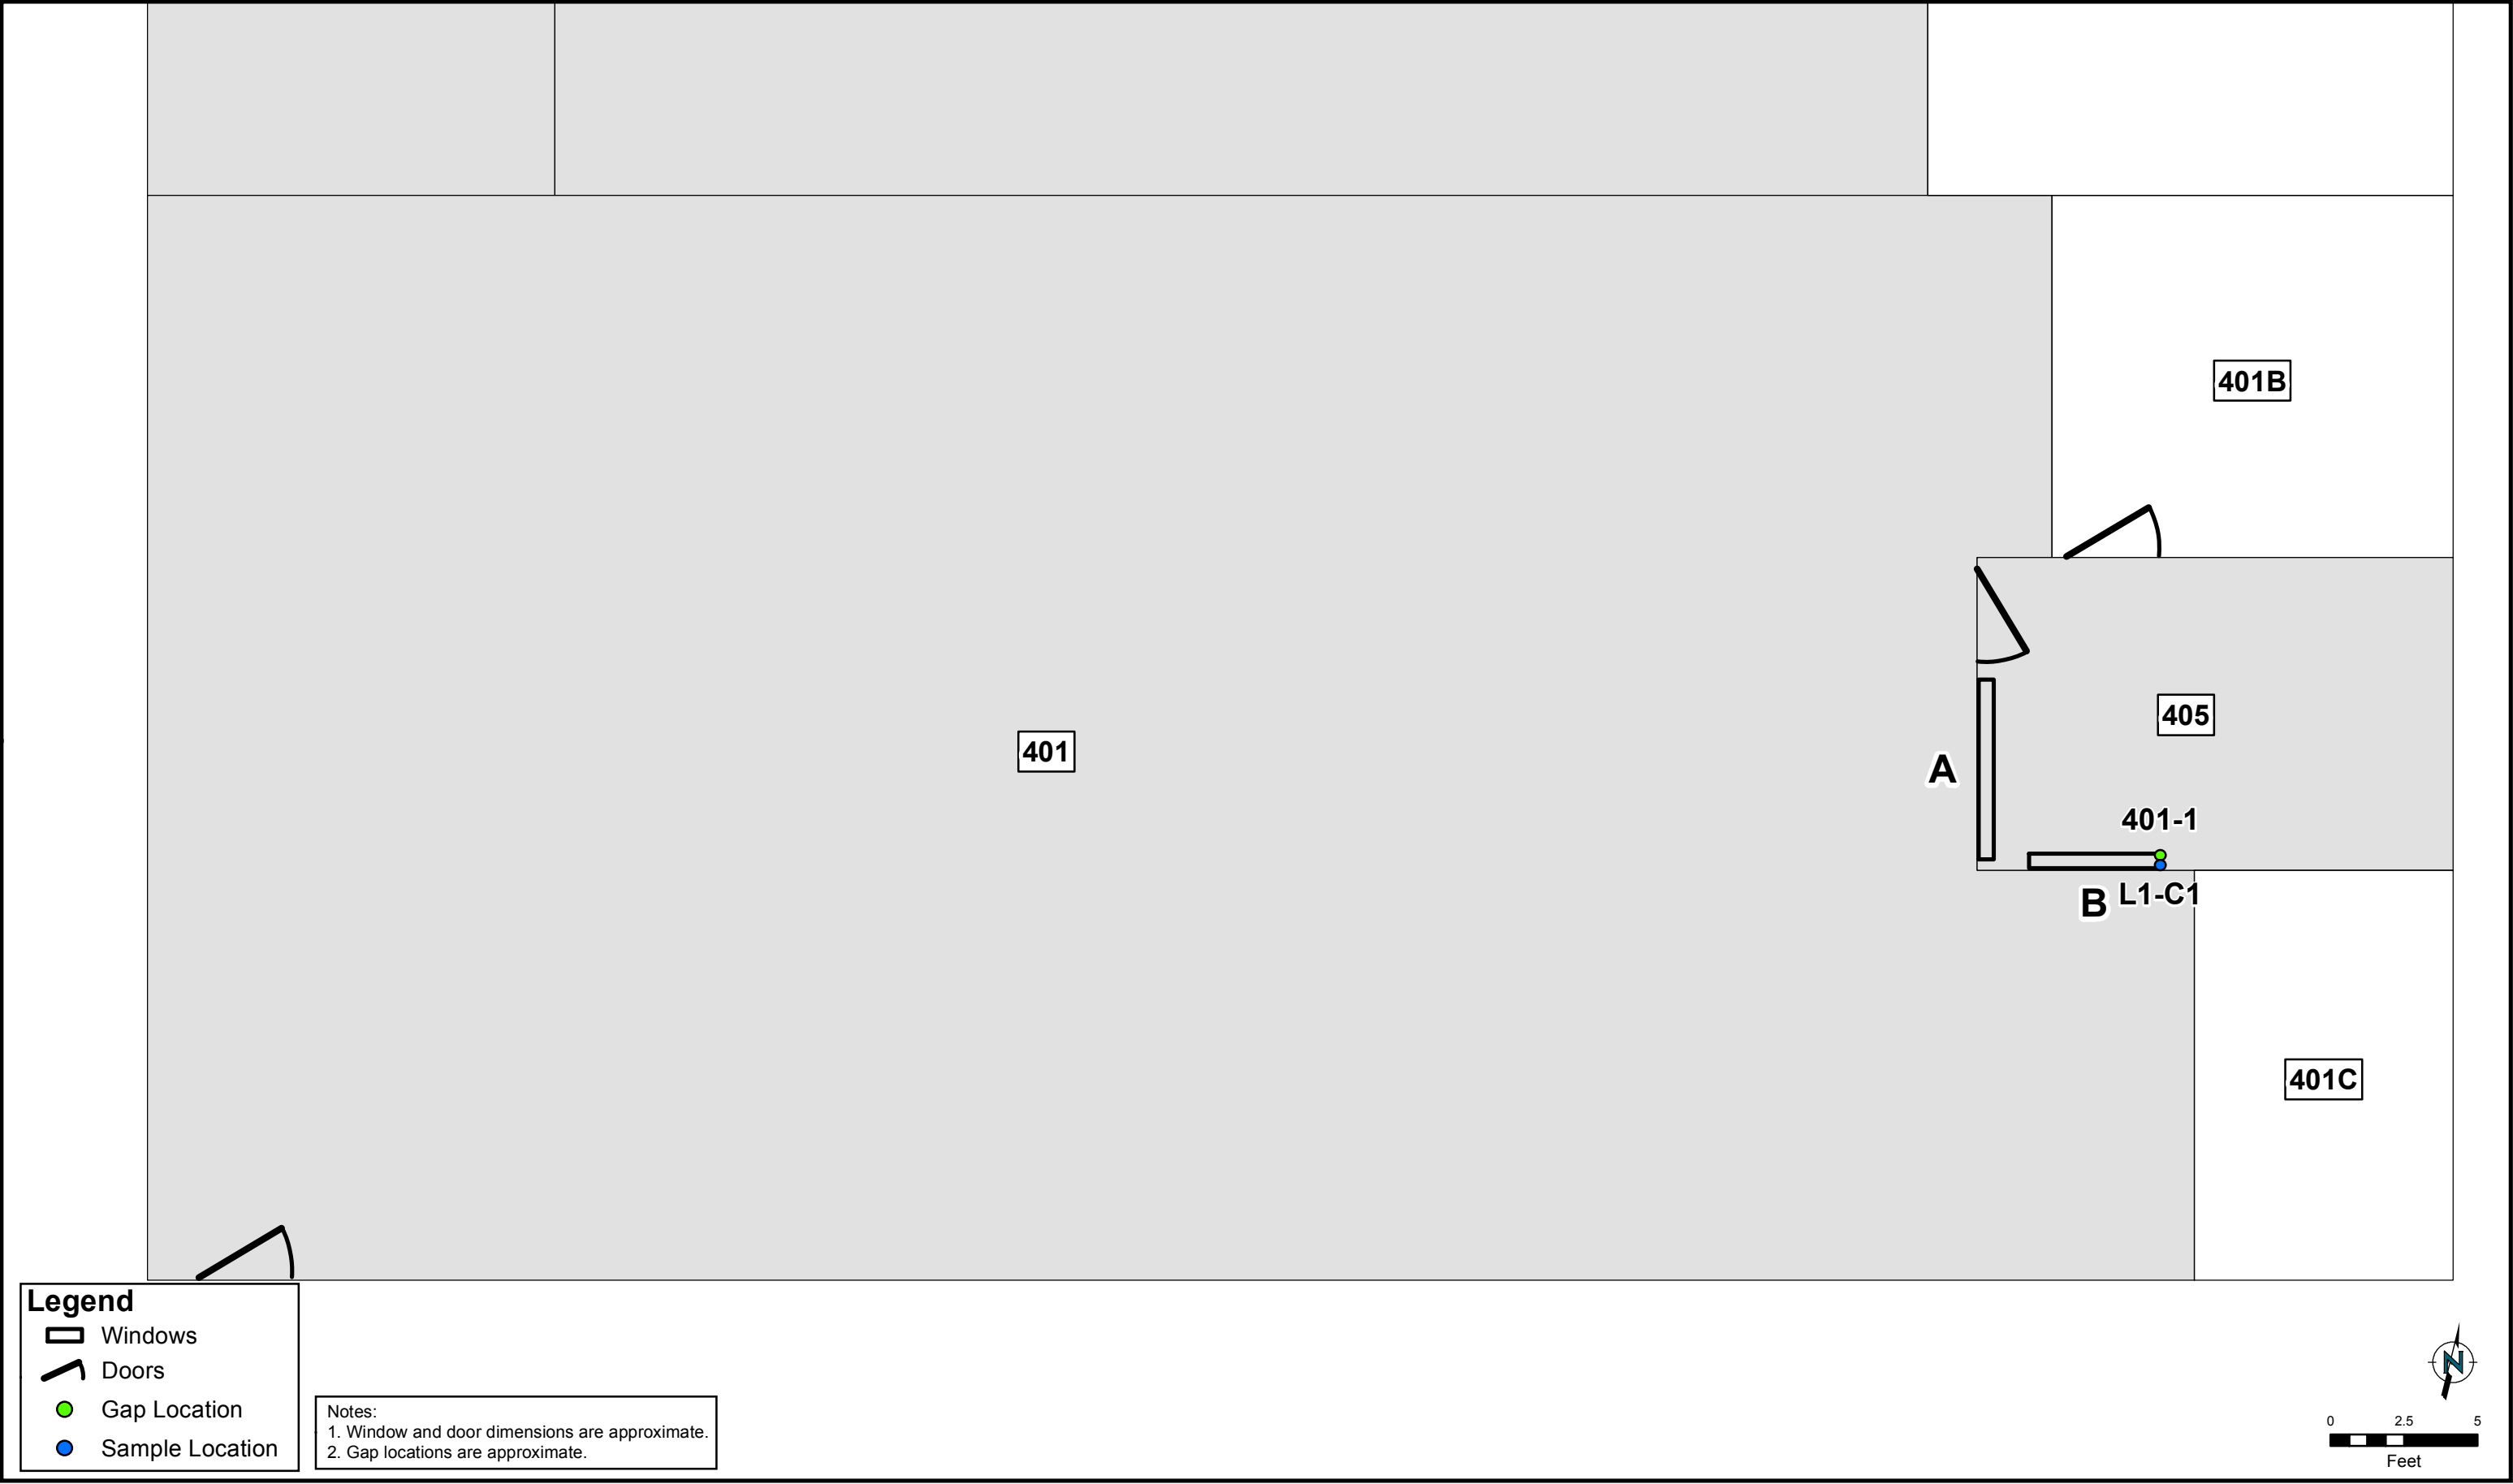 401B
405
401
A
401-1
B
L1-C1
401C
Legend
Windows
Doors
Gap Location
Sample Location
Notes:
1. Window and door dimensions are approximate.
2. Gap locations are approximate.
N
0 2.5 5
Feet